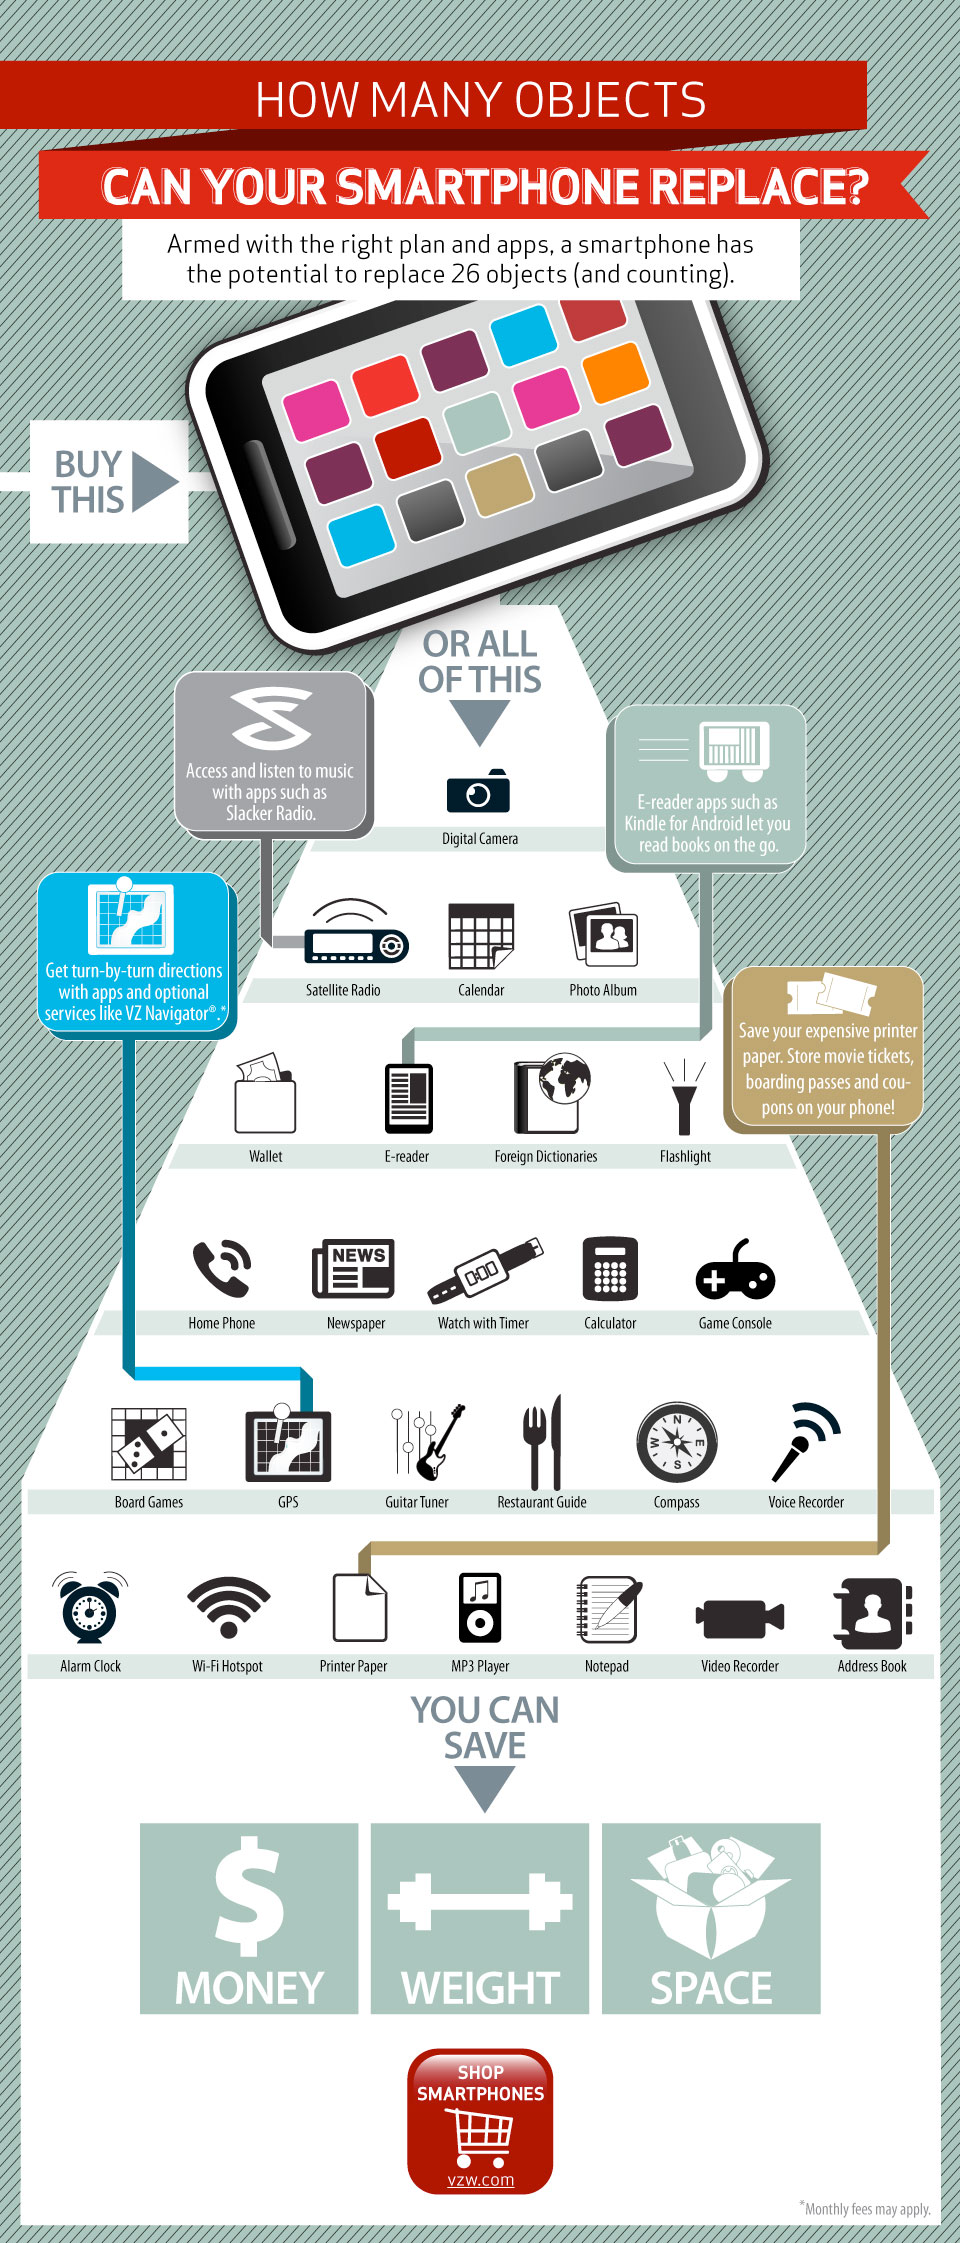 HOW MANY OBJECTS
CAN YOUR SMARTPHONE REPLACE?
Armed with the right plan and apps, a smartphone has
the potential to replace 26 objects (and counting).
BUY
THIS
OR ALL
OF THIS
Access and listen to music
with apps such as
Slacker Radio.
E-reader apps such as
Kindle for Android let you
read books on the go.
Digital Camera
Get turn-by-turn directions
with apps and optional
services like VZ Navigator®.*
Satellite Radio
Calendar
Photo Album
Save your expensive printer
paper. Store movie tickets,
boarding passes and cou-
pons on your phone!
Wallet
E-reader
Foreign Dictionaries
Flashlight
NEWS
Home Phone
Newspaper
Watch with Timer
Calculator
Game Console
N
E
S
W
Board Games
GPS
Guitar Tuner
Restaurant Guide
Compass
Voice Recorder
Alarm Clock
Wi-Fi Hotspot
Printer Paper
MP3 Player
Notepad
Video Recorder
Address Book
YOU CAN
SAVE
$
MONEY
WEIGHT
SPACE
SHOP
SMARTPHONES
vzw.com
*Monthly fees may apply.